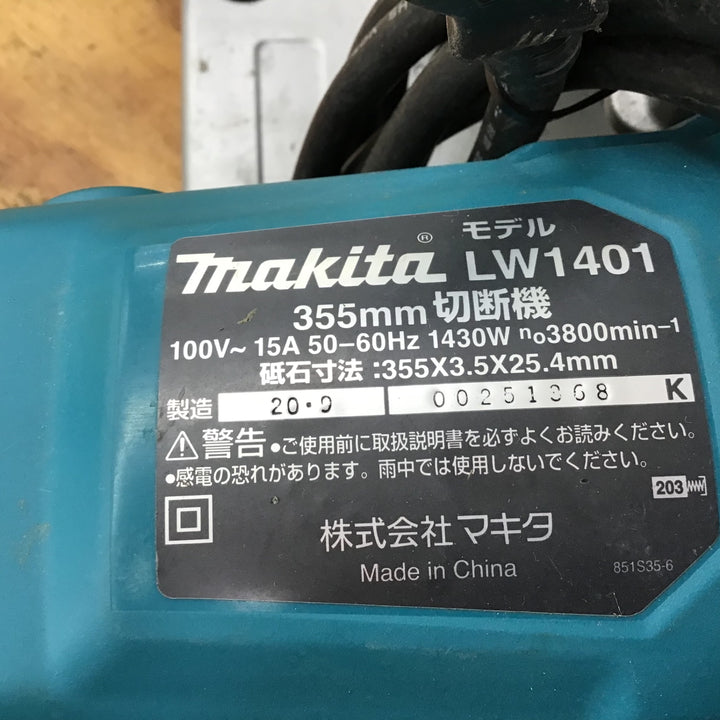 makita® モデル LW1401
355mm 切断機
100V~ 15A 50-60Hz 1430W n₀3800min⁻¹
砥石寸法:355X3.5X25.4mm
製造 20·9 00251368 K
警告 •ご使用前に取扱説明書を必ずよくお読みください。
•感電の恐れがあります。雨中では使用しないでください。
203
株式会社マキタ
Made in China
851S35-6